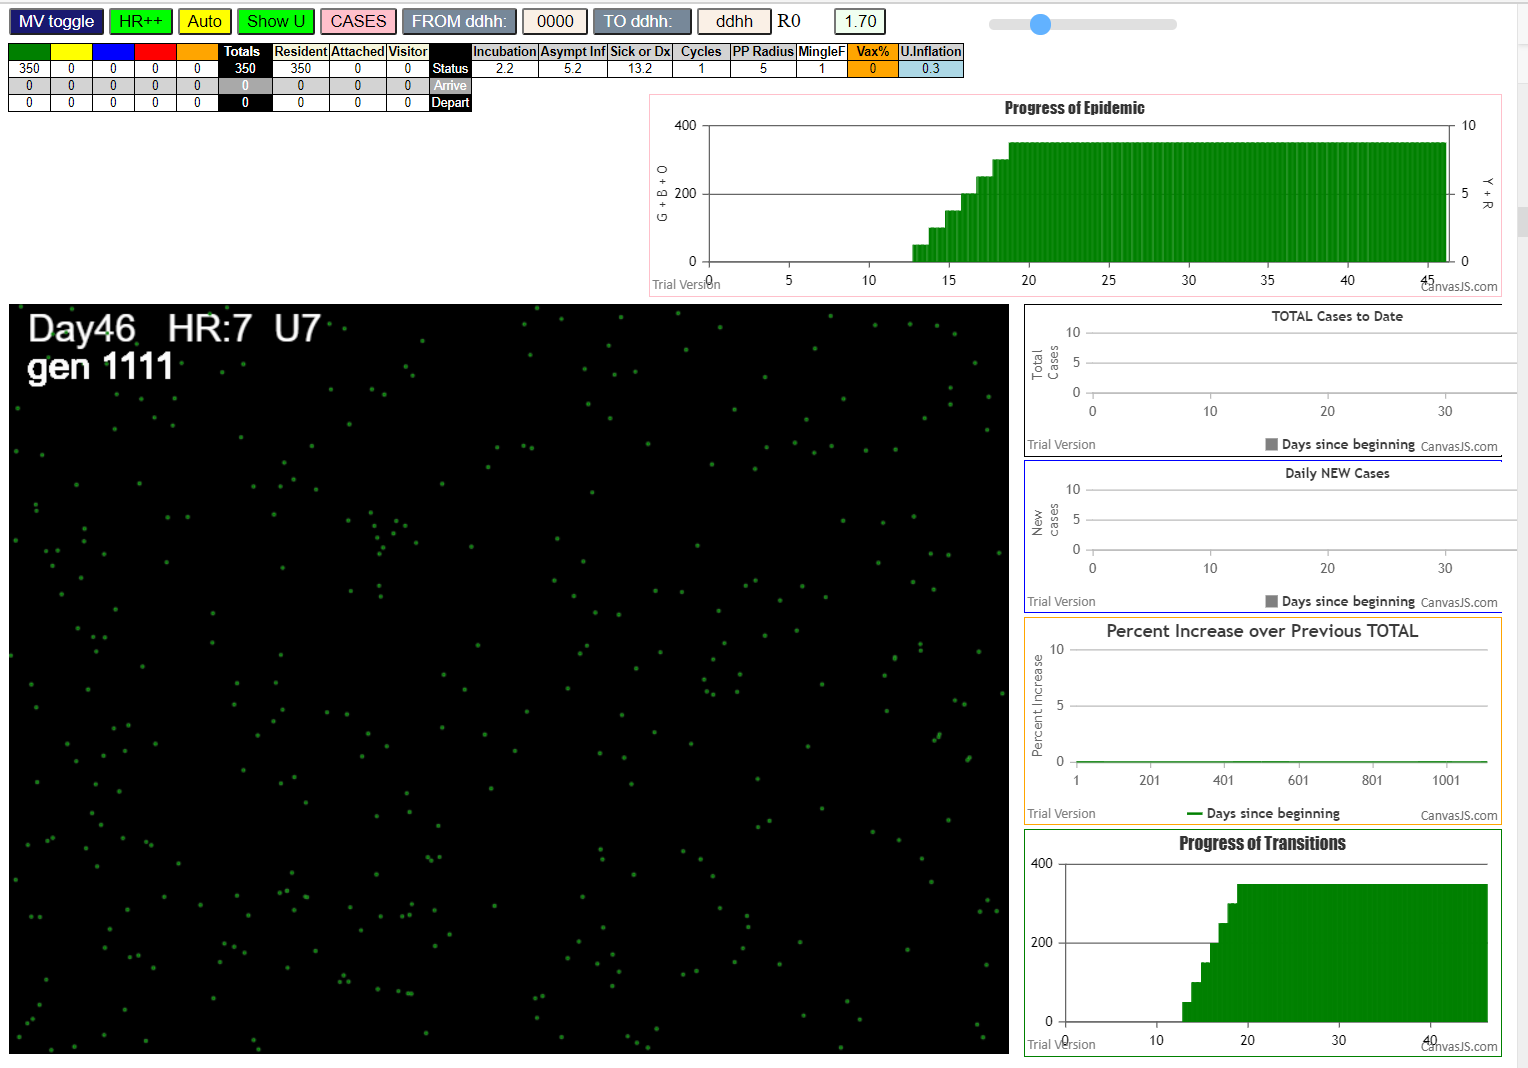 MV toggle HR++ Auto Show U CASES FROM ddhh: 0000 TO ddhh: ddhh R0 1.70
Totals Resident Attached Visitor Incubation Asympt Inf Sick or Dx Cycles PP Radius MingleF Vax% U.Inflation
350 0 0 0 0 350 350 0 0 Status 2.2 5.2 13.2 1 5 1 0 0.3
0 0 0 0 0 0 0 0 0 Arrive
0 0 0 0 0 0 0 0 0 Depart
Progress of Epidemic
400 10
G + B + O
200 5
Y + R
0 0
0 5 10 15 20 25 30 35 40 45
Trial Version CanvasJS.com
Day46 HR:7 U7
gen 1111
TOTAL Cases to Date
Total
Cases
10
5
0
0 10 20 30
Days since beginning
Trial Version CanvasJS.com
Daily NEW Cases
New
cases
10
5
0
0 10 20 30
Days since beginning
Trial Version CanvasJS.com
Percent Increase over Previous TOTAL
Percent Increase
10
5
0
1 201 401 601 801 1001
Days since beginning
Trial Version CanvasJS.com
Progress of Transitions
400
200
0
0 10 20 30 40
Trial Version CanvasJS.com